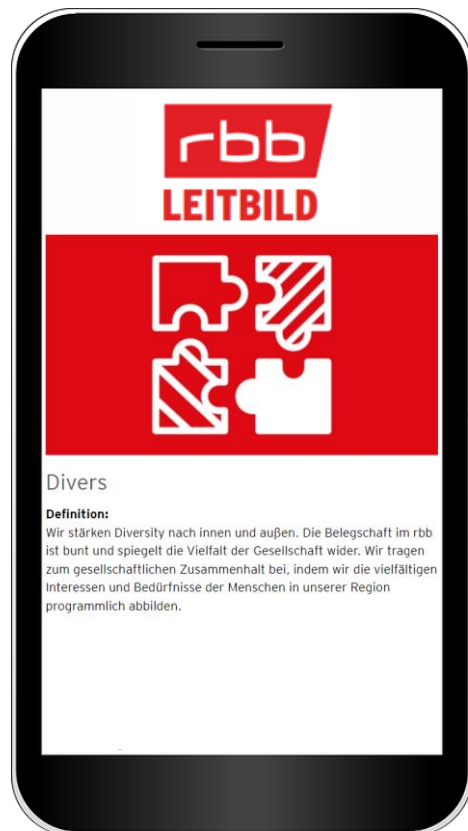 rbb
LEITBILD
Divers
Definition:
Wir stärken Diversity nach innen und außen. Die Belegschaft im rbb
ist bunt und spiegelt die Vielfalt der Gesellschaft wider. Wir tragen
zum gesellschaftlichen Zusammenhalt bei, indem wir die vielfältigen
Interessen und Bedürfnisse der Menschen in unserer Region
programmlich abbilden.